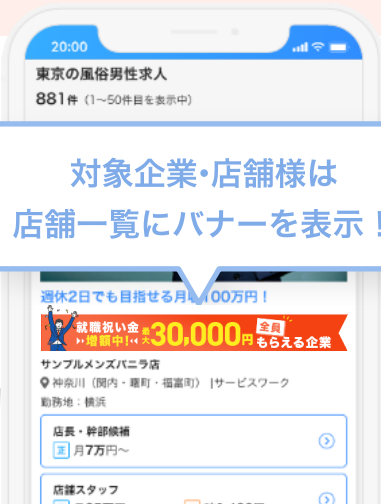 20:00
東京の風俗男性求人
881件（1〜50件目を表示中）
対象企業・店舗様は
店舗一覧にバナーを表示！
週休2日でも目指せる月収100万円！
就職祝い金
増額中！
最大30,000円
全員
もらえる企業
サンプルメンズバニラ店
神奈川（関内・曙町・福富町） |サービスワーク
勤務地：横浜
店長・幹部候補
正 月7万円〜
店舗スタッフ